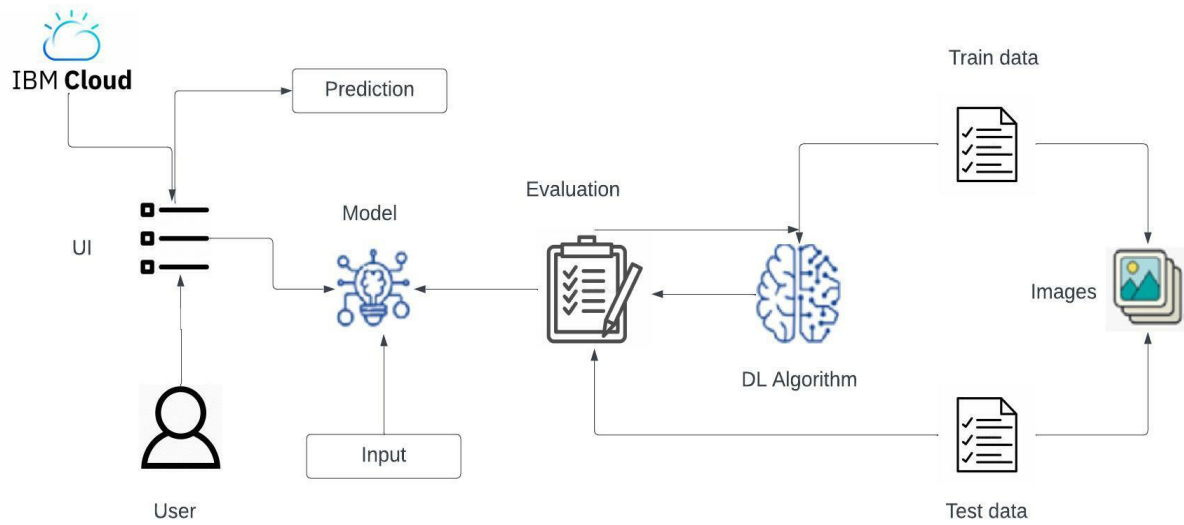 IBM Cloud
Train data
Prediction
Evaluation
Model
UI
Images
DL Algorithm
Input
User
Test data